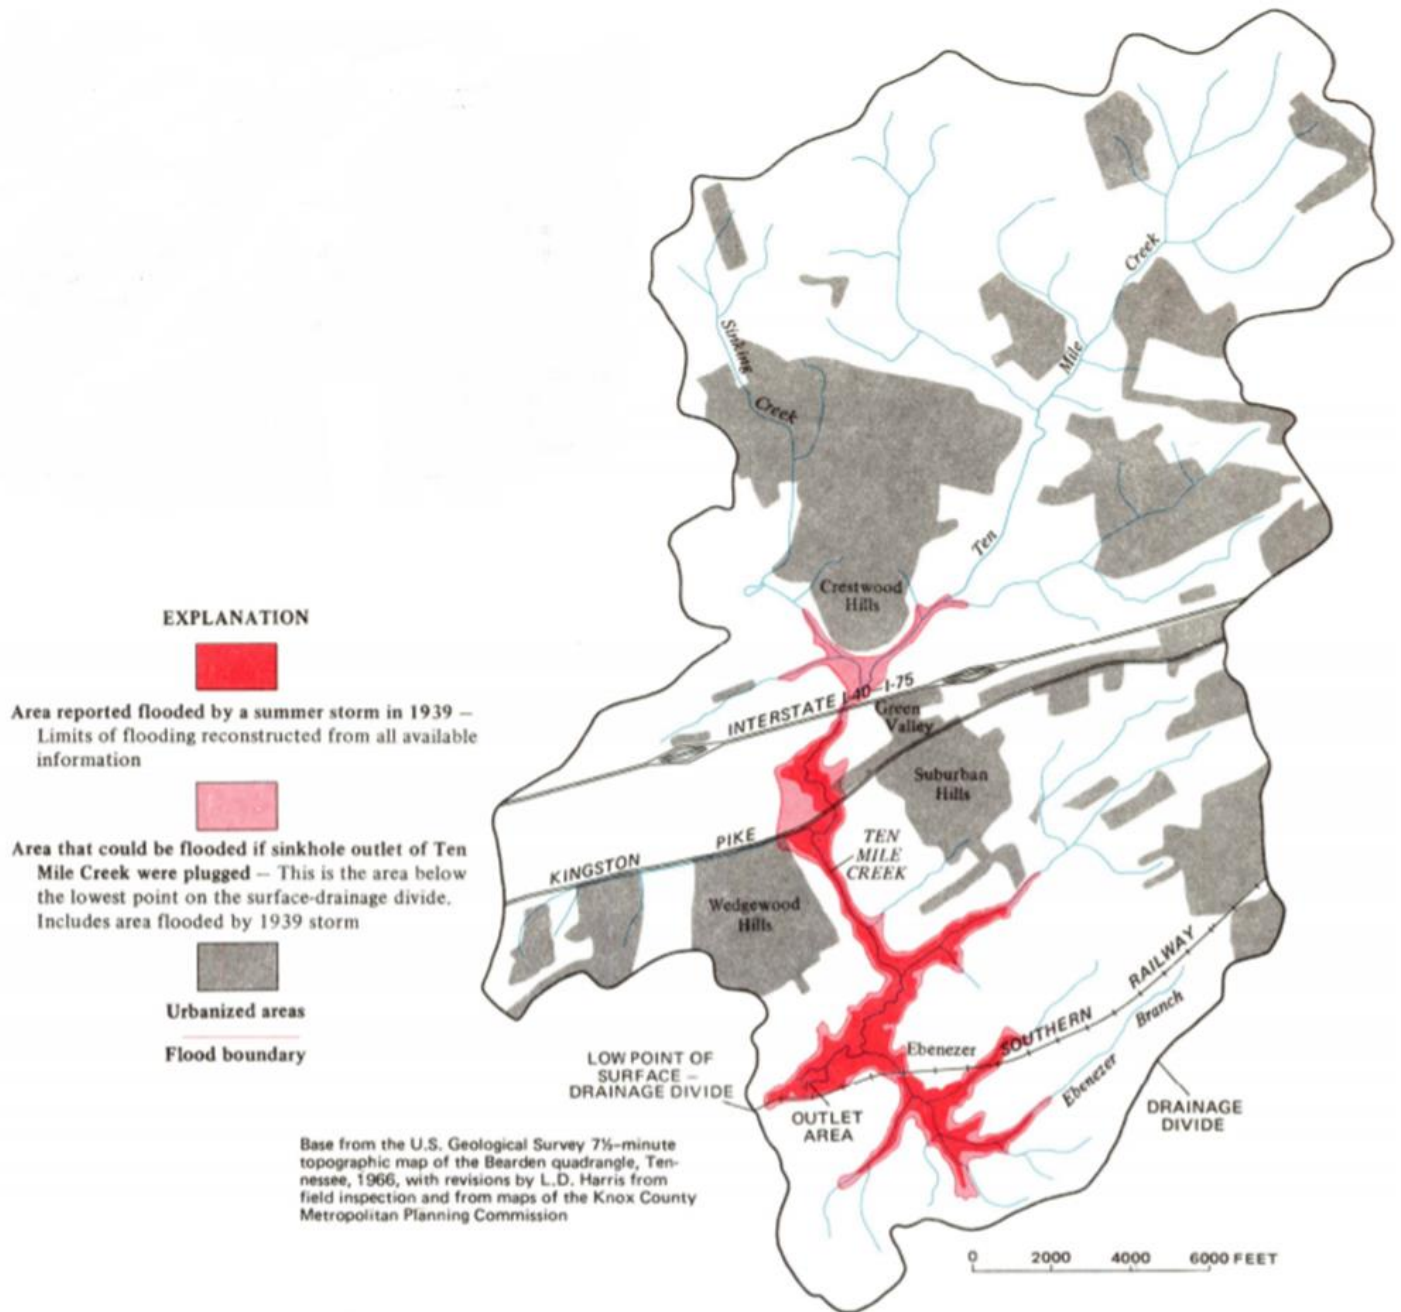 Sinking
Creek
Creek
Mile
Ten
Crestwood
Hills
INTERSTATE I-40-I-75
Green
Valley
Suburban
Hills
KINGSTON PIKE
TEN
MILE
CREEK
Wedgewood
Hills
SOUTHERN RAILWAY
Ebenezer
Ebenezer Branch
LOW POINT OF
SURFACE –
DRAINAGE DIVIDE
OUTLET
AREA
DRAINAGE
DIVIDE
EXPLANATION
Area reported flooded by a summer storm in 1939 –
Limits of flooding reconstructed from all available
information
Area that could be flooded if sinkhole outlet of Ten
Mile Creek were plugged – This is the area below
the lowest point on the surface-drainage divide.
Includes area flooded by 1939 storm
Urbanized areas
Flood boundary
Base from the U.S. Geological Survey 7½-minute
topographic map of the Bearden quadrangle, Ten-
nessee, 1966, with revisions by L.D. Harris from
field inspection and from maps of the Knox County
Metropolitan Planning Commission
0 2000 4000 6000 FEET